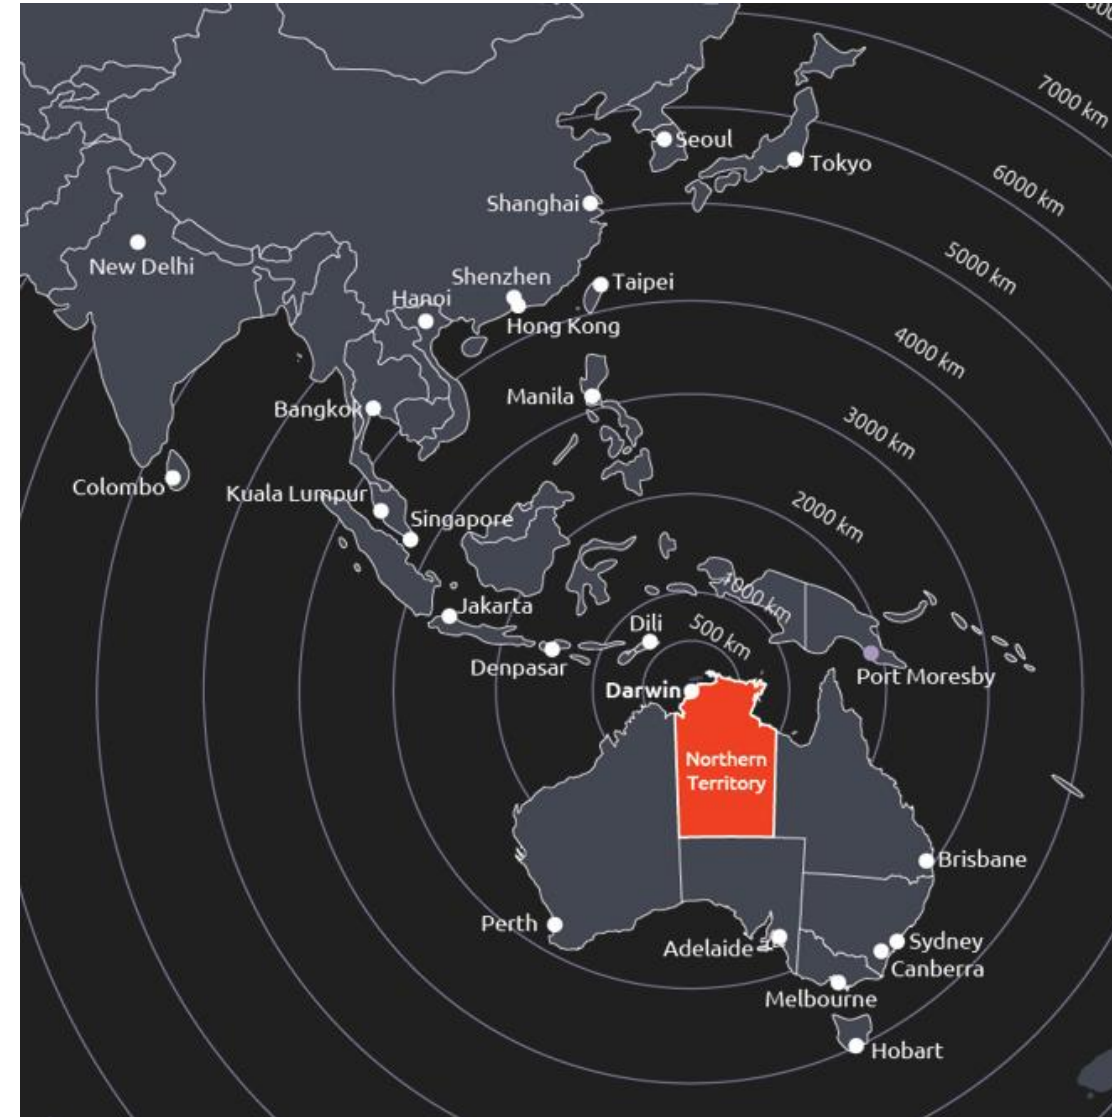 7000 km
Seoul
Tokyo
6000 km
Shanghai
New Delhi
5000 km
Shenzhen
Taipei
Hanoi
Hong Kong
4000 km
Manila
Bangkok
3000 km
Colombo
Kuala Lumpur
Singapore
2000 km
1000 km
Jakarta
Dili
500 km
Denpasar
Port Moresby
Darwin
Northern
Territory
Brisbane
Perth
Adelaide
Sydney
Canberra
Melbourne
Hobart